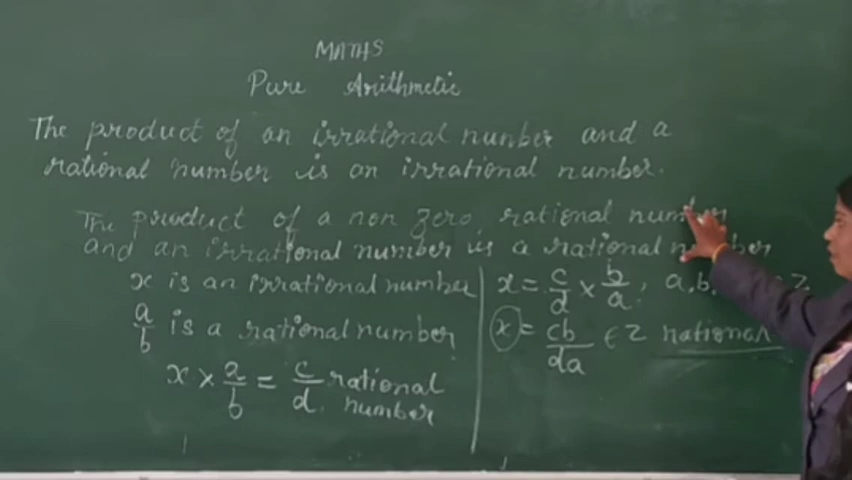 MATHS
Pure Arithmetic
The product of an irrational nunber and a
rational number is an irrational number.
The product of a non zero, rational number
and an irrational number is a rational number
x is an irrational number
a/b is a rational number
x × a/b = c/d rational
number
x = c/d × b/a, a,b,
x = cb/da ∈ Z rational